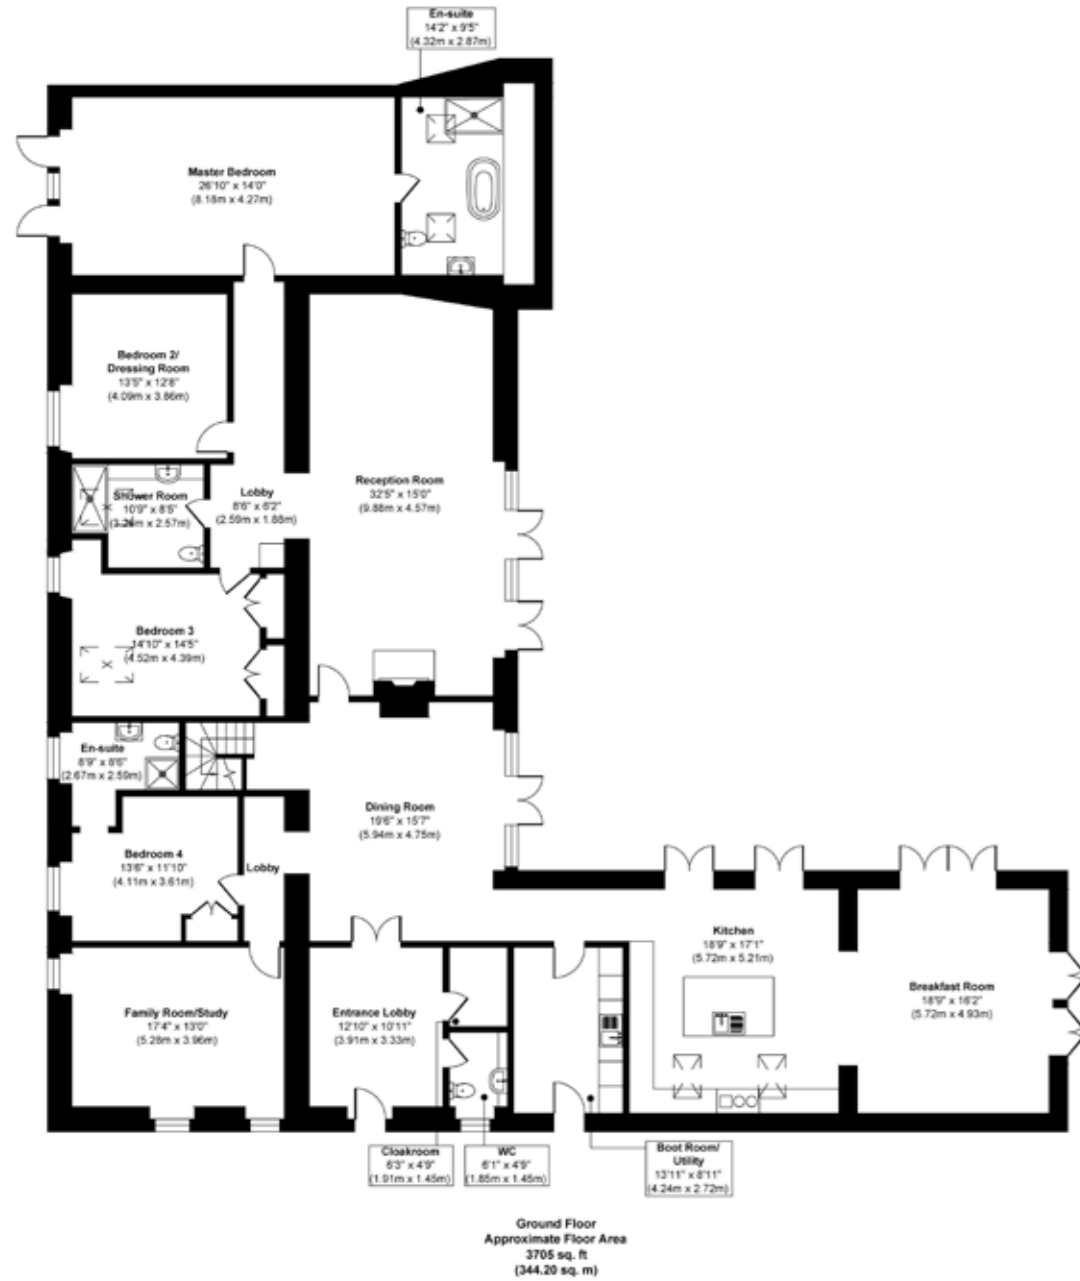 En-suite
14'2" x 9'5"
(4.32m x 2.87m)
Master Bedroom
26'10" x 14'0"
(8.18m x 4.27m)
Bedroom 2/
Dressing Room
13'5" x 12'8"
(4.09m x 3.86m)
Reception Room
32'5" x 15'0"
(9.88m x 4.57m)
Lobby
8'6" x 6'2"
(2.59m x 1.88m)
Shower Room
10'9" x 8'5"
(3.28m x 2.57m)
Bedroom 3
14'10" x 14'5"
(4.52m x 4.39m)
En-suite
8'9" x 8'6"
(2.67m x 2.59m)
Dining Room
19'6" x 15'7"
(5.94m x 4.75m)
Bedroom 4
13'6" x 11'10"
(4.11m x 3.61m)
Lobby
Kitchen
18'9" x 17'1"
(5.72m x 5.21m)
Breakfast Room
18'9" x 16'2"
(5.72m x 4.93m)
Family Room/Study
17'4" x 13'0"
(5.28m x 3.96m)
Entrance Lobby
12'10" x 10'11"
(3.91m x 3.33m)
Cloakroom
6'3" x 4'9"
(1.91m x 1.45m)
WC
6'1" x 4'9"
(1.85m x 1.45m)
Boot Room/
Utility
13'11" x 8'11"
(4.24m x 2.72m)
Ground Floor
Approximate Floor Area
3705 sq. ft
(344.20 sq. m)